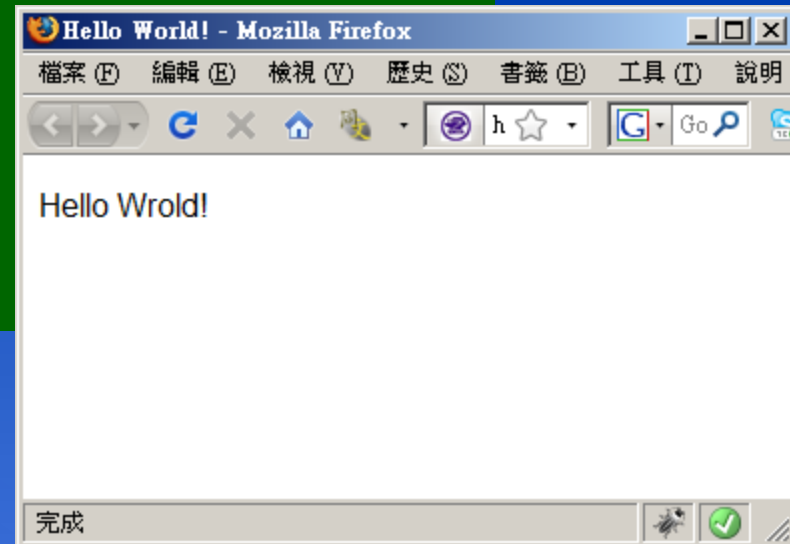 Hello World! - Mozilla Firefox
檔案 (F) 編輯 (E) 檢視 (V) 歷史 (S) 書籤 (B) 工具 (T) 說明
h G Go
Hello Wrold!
完成